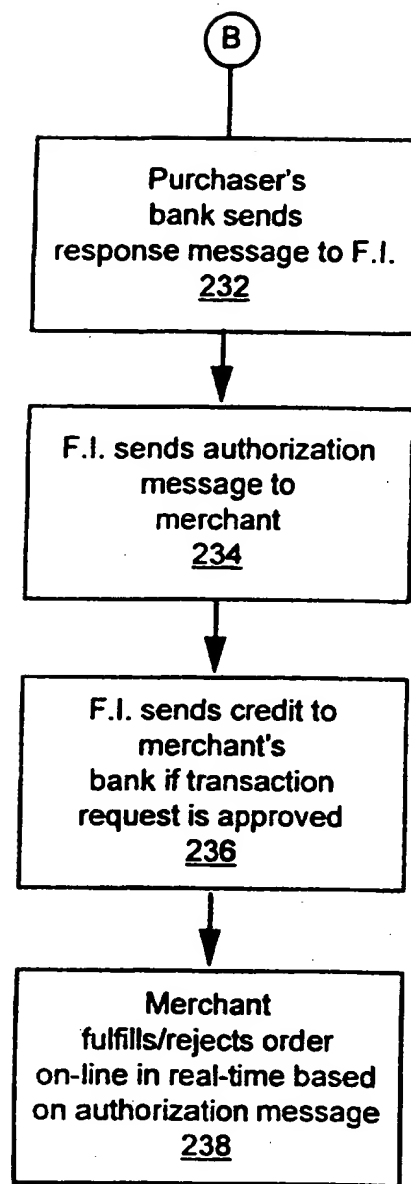 B
Purchaser's
bank sends
response message to F.I.
232
F.I. sends authorization
message to
merchant
234
F.I. sends credit to
merchant's
bank if transaction
request is approved
236
Merchant
fulfills/rejects order
on-line in real-time based
on authorization message
238